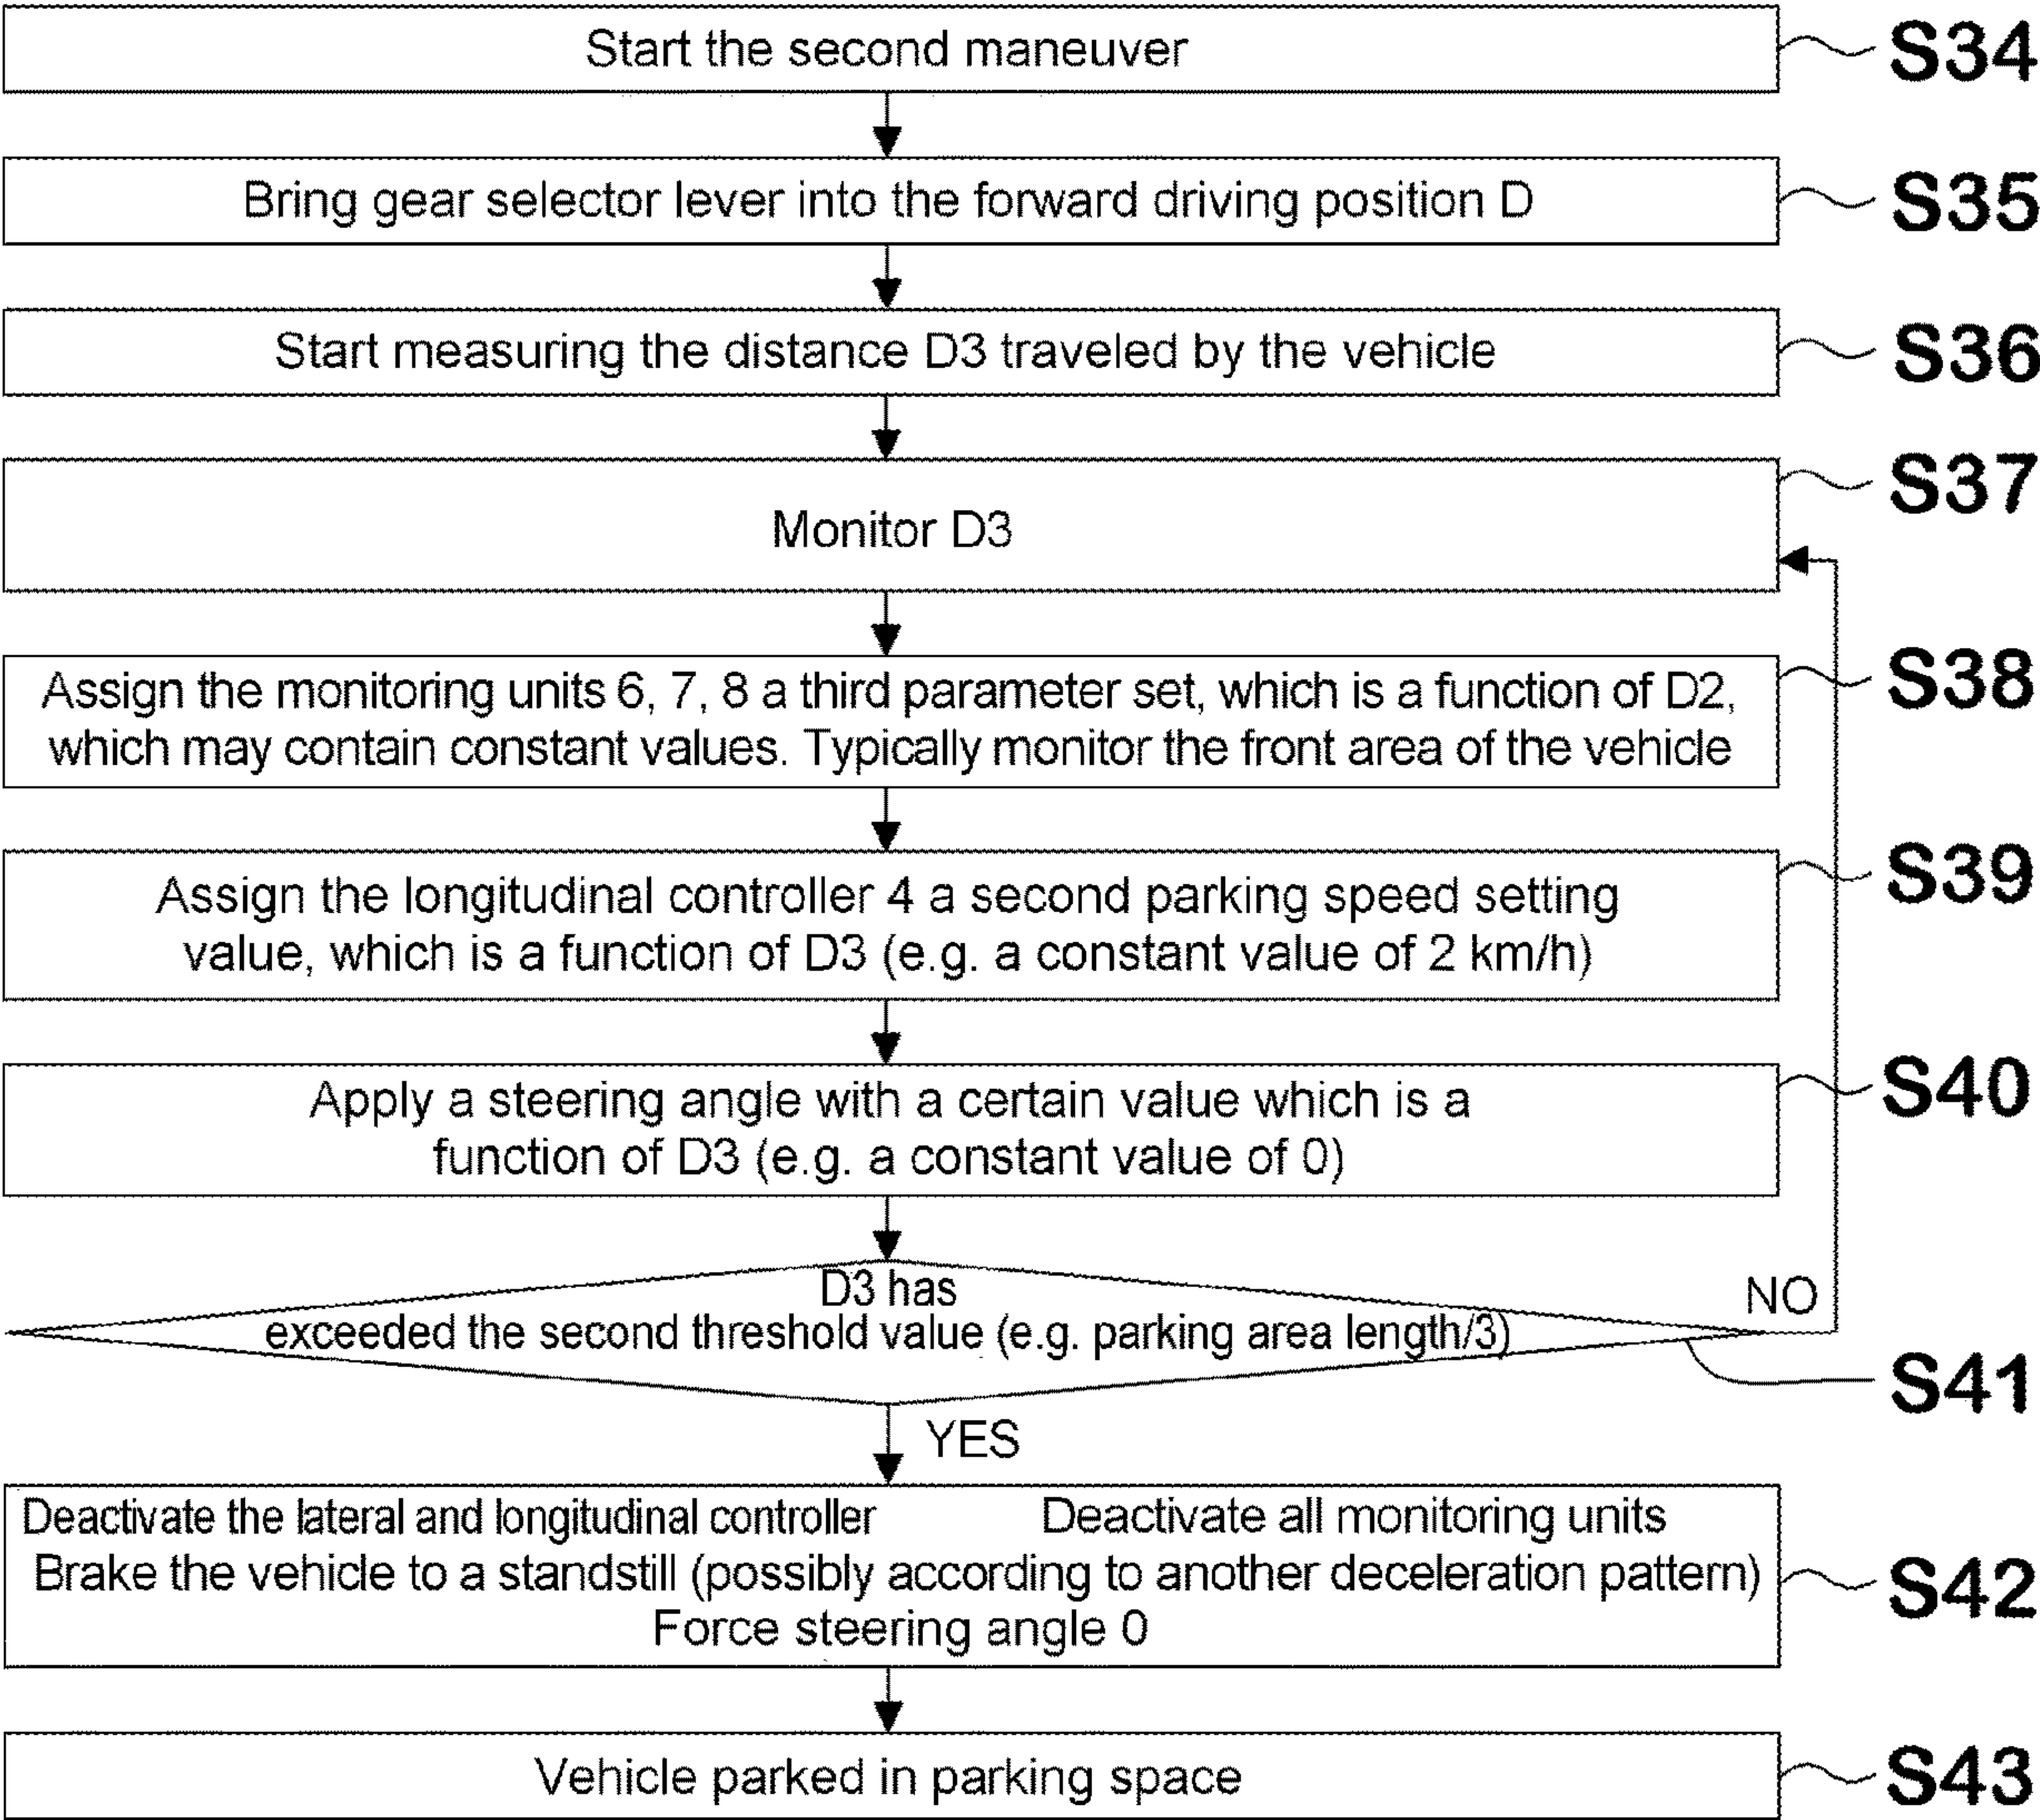 Start the second maneuver
S34
Bring gear selector lever into the forward driving position D
S35
Start measuring the distance D3 traveled by the vehicle
S36
Monitor D3
S37
Assign the monitoring units 6, 7, 8 a third parameter set, which is a function of D2,
which may contain constant values. Typically monitor the front area of the vehicle
S38
Assign the longitudinal controller 4 a second parking speed setting
value, which is a function of D3 (e.g. a constant value of 2 km/h)
S39
Apply a steering angle with a certain value which is a
function of D3 (e.g. a constant value of 0)
S40
D3 has
exceeded the second threshold value (e.g. parking area length/3)
NO
S41
YES
Deactivate the lateral and longitudinal controller Deactivate all monitoring units
Brake the vehicle to a standstill (possibly according to another deceleration pattern)
Force steering angle 0
S42
Vehicle parked in parking space
S43